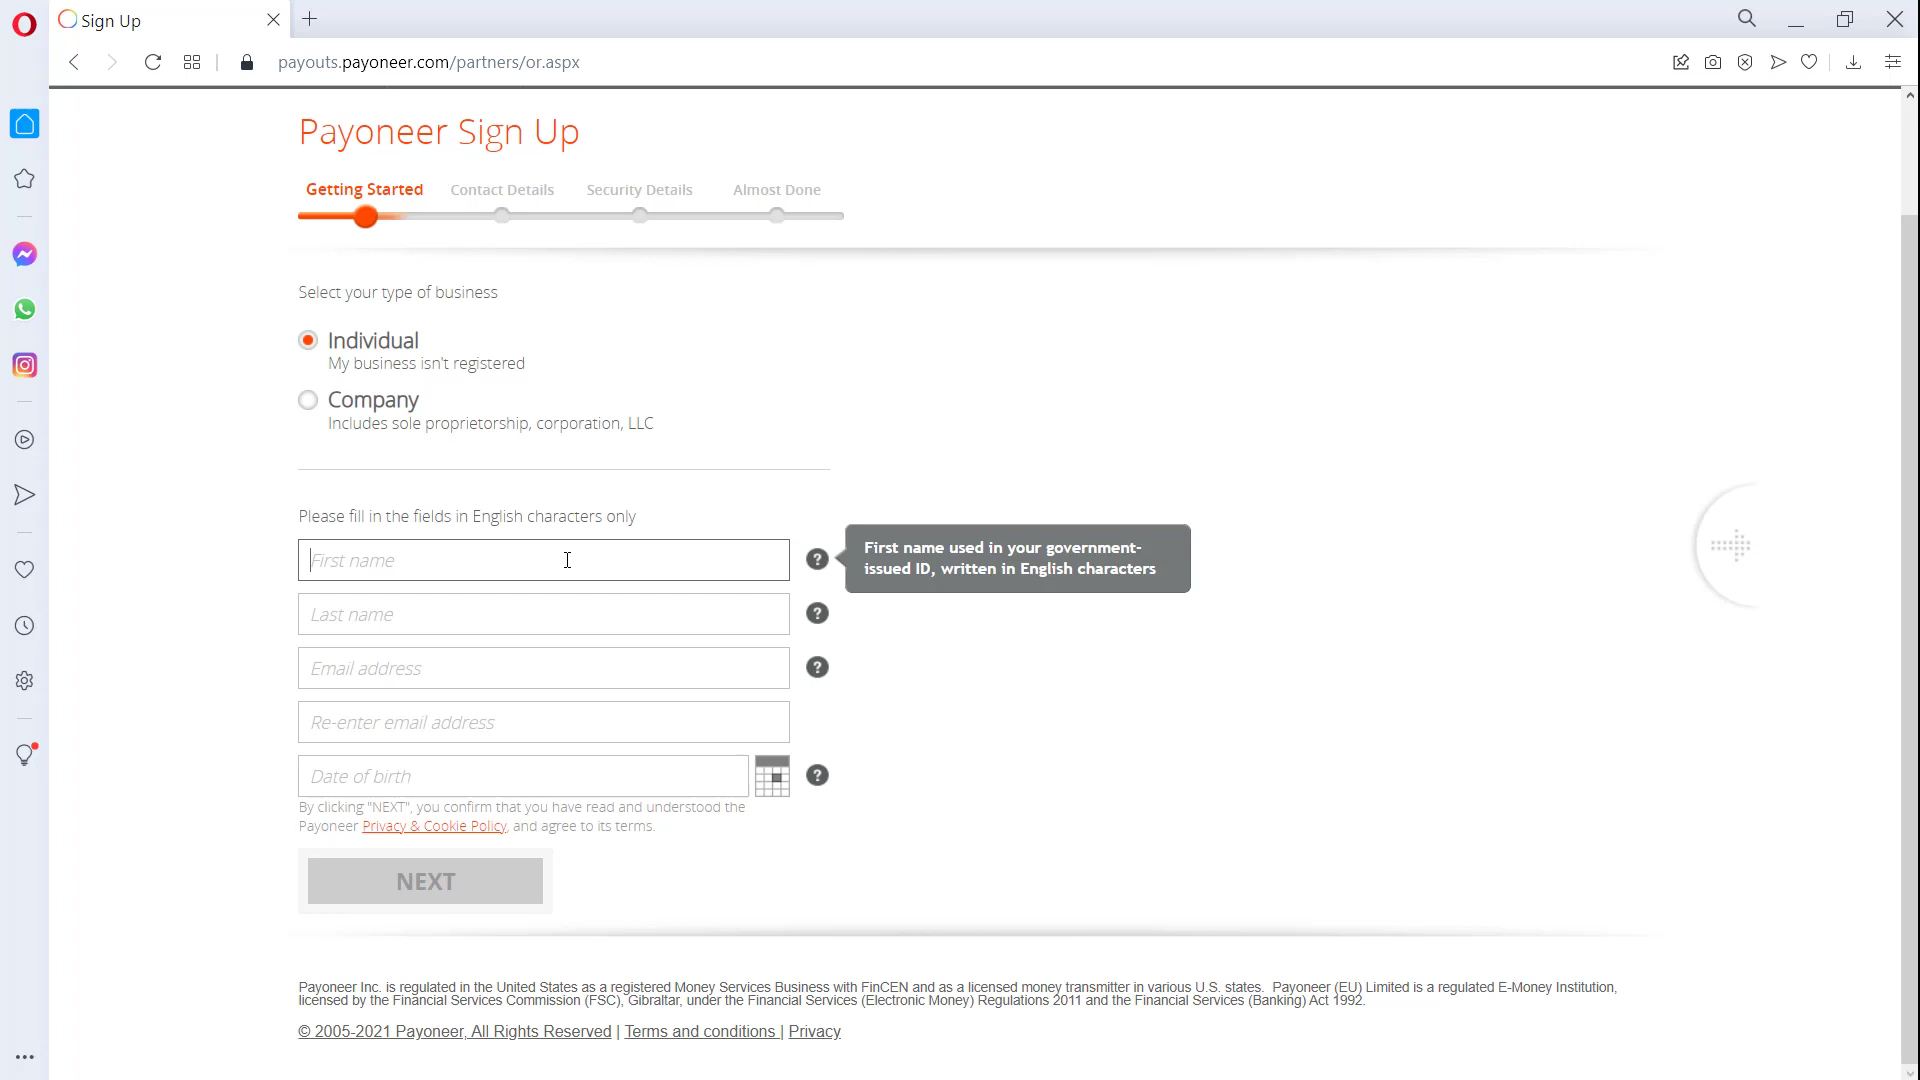 Sign Up
payouts.payoneer.com/partners/or.aspx
Payoneer Sign Up
Getting Started Contact Details Security Details Almost Done
Select your type of business
Individual
My business isn't registered
Company
Includes sole proprietorship, corporation, LLC
Please fill in the fields in English characters only
First name
First name used in your government-
issued ID, written in English characters
Last name
Email address
Re-enter email address
Date of birth
By clicking "NEXT", you confirm that you have read and understood the
Payoneer Privacy & Cookie Policy, and agree to its terms.
NEXT
Payoneer Inc. is regulated in the United States as a registered Money Services Business with FinCEN and as a licensed money transmitter in various U.S. states. Payoneer (EU) Limited is a regulated E-Money Institution,
licensed by the Financial Services Commission (FSC), Gibraltar, under the Financial Services (Electronic Money) Regulations 2011 and the Financial Services (Banking) Act 1992.
© 2005-2021 Payoneer, All Rights Reserved | Terms and conditions | Privacy